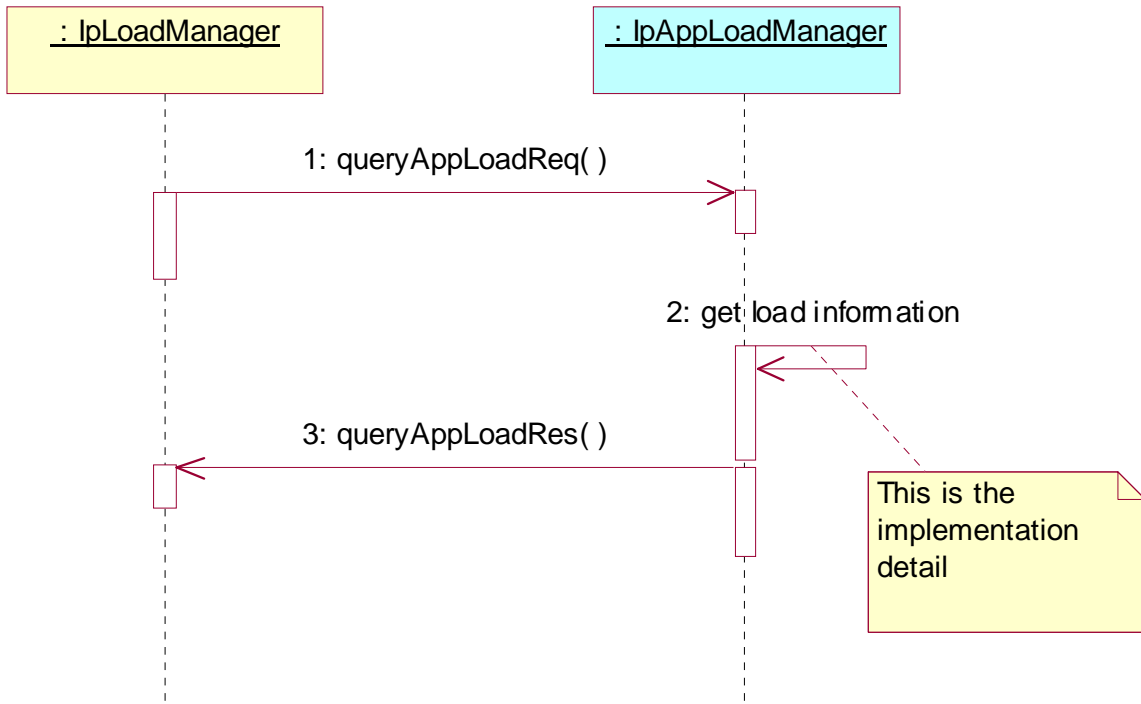 : IpLoadManager
: IpAppLoadManager
1: queryAppLoadReq( )
2: get load information
3: queryAppLoadRes( )
This is the
implementation
detail